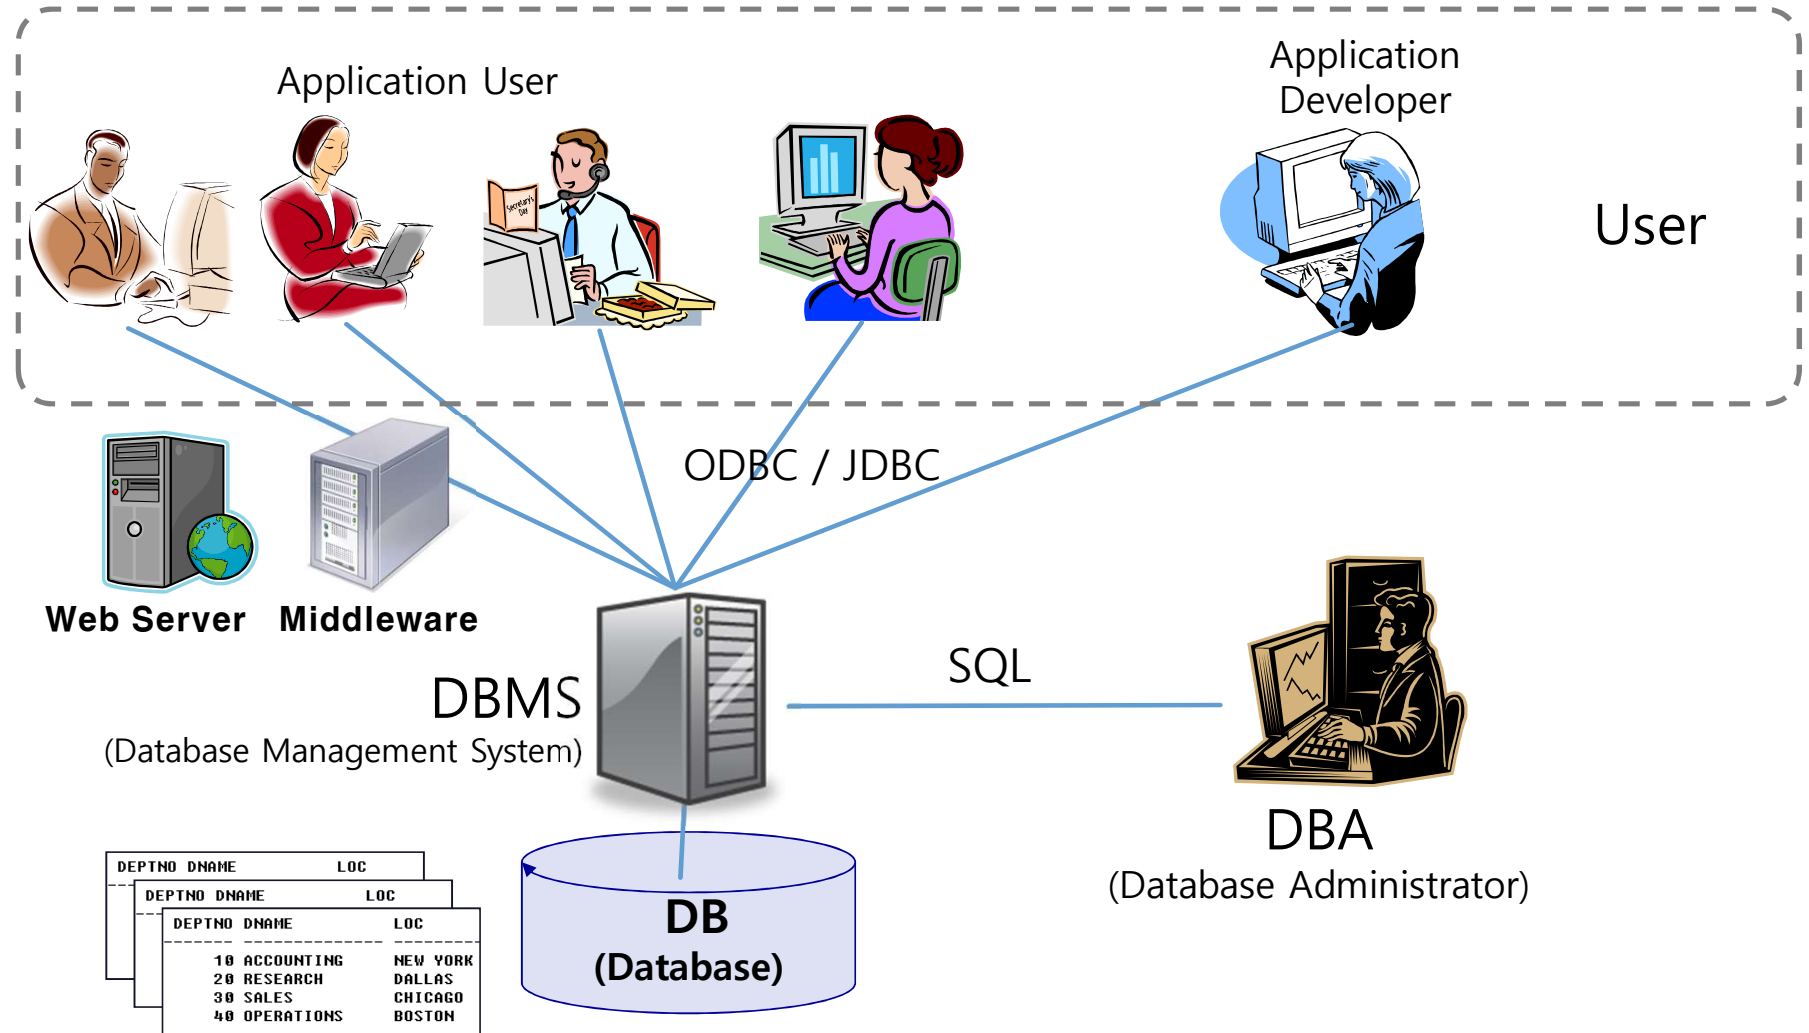 Application User
Application
Developer
Secretary's
Day
User
ODBC / JDBC
Web Server
Middleware
DBMS
(Database Management System)
SQL
DBA
(Database Administrator)
DB
(Database)
DEPTNO DNAME LOC
DEPTNO DNAME LOC
DEPTNO DNAME LOC
10 ACCOUNTING NEW YORK
20 RESEARCH DALLAS
30 SALES CHICAGO
40 OPERATIONS BOSTON